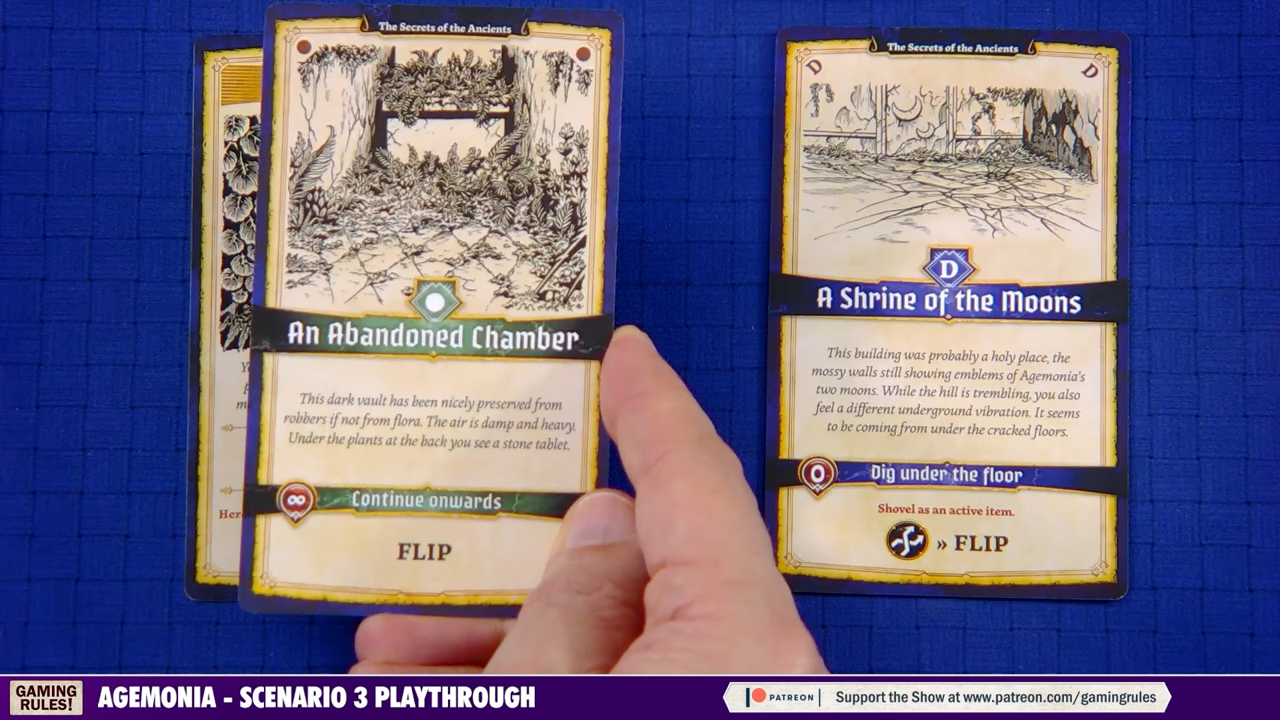 The Secrets of the Ancients
An Abandoned Chamber
This dark vault has been nicely preserved from
robbers if not from flora. The air is damp and heavy.
Under the plants at the back you see a stone tablet.
∞
Continue onwards
FLIP
The Secrets of the Ancients
D
D
D
A Shrine of the Moons
This building was probably a holy place, the
mossy walls still showing emblems of Agemonia's
two moons. While the hill is trembling, you also
feel a different underground vibration. It seems
to be coming from under the cracked floors.
0
Dig under the floor
Shovel as an active item.
» FLIP
GAMING
RULES!
AGEMONIA - SCENARIO 3 PLAYTHROUGH
PATREON
Support the Show at www.patreon.com/gamingrules